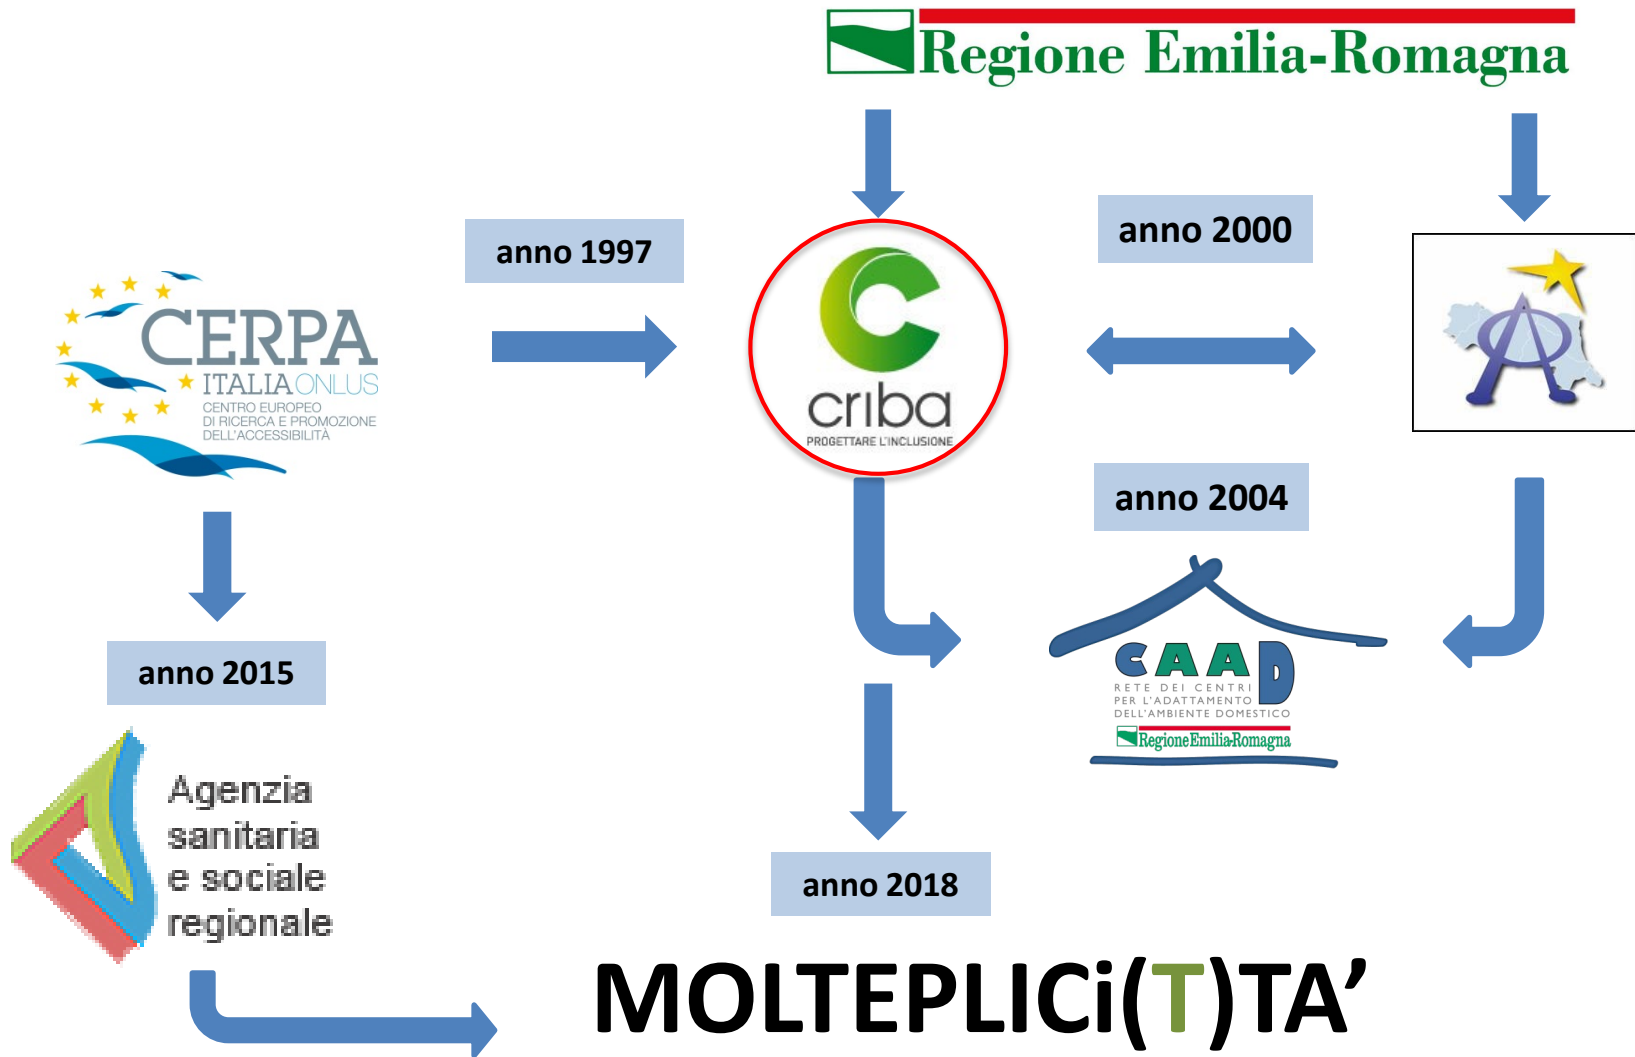 Regione Emilia-Romagna
anno 1997
anno 2000
CERPA
ITALIA ONLUS
CENTRO EUROPEO
DI RICERCA E PROMOZIONE
DELL'ACCESSIBILITÀ
criba
PROGETTARE L'INCLUSIONE
anno 2004
CAAD
RETE DEI CENTRI
PER L'ADATTAMENTO
DELL'AMBIENTE DOMESTICO
Regione Emilia-Romagna
anno 2015
Agenzia
sanitaria
e sociale
regionale
anno 2018
MOLTEPLICi(T)TA’